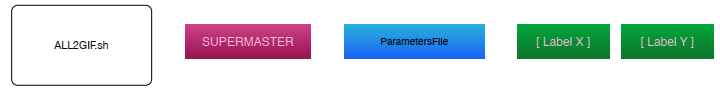 ALL2GIF.sh
SUPERMASTER
ParametersFIle
[ Label X ]
[ Label Y ]